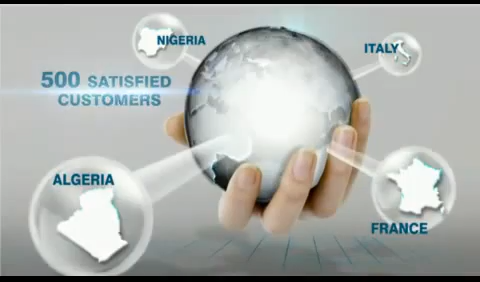 NIGERIA
ITALY
500 SATISFIED
CUSTOMERS
ALGERIA
FRANCE